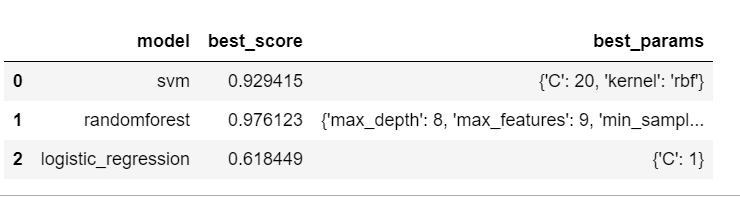 model best_score best_params
0 svm 0.929415 {'C': 20, 'kernel': 'rbf'}
1 randomforest 0.976123 {'max_depth': 8, 'max_features': 9, 'min_sampl...
2 logistic_regression 0.618449 {'C': 1}